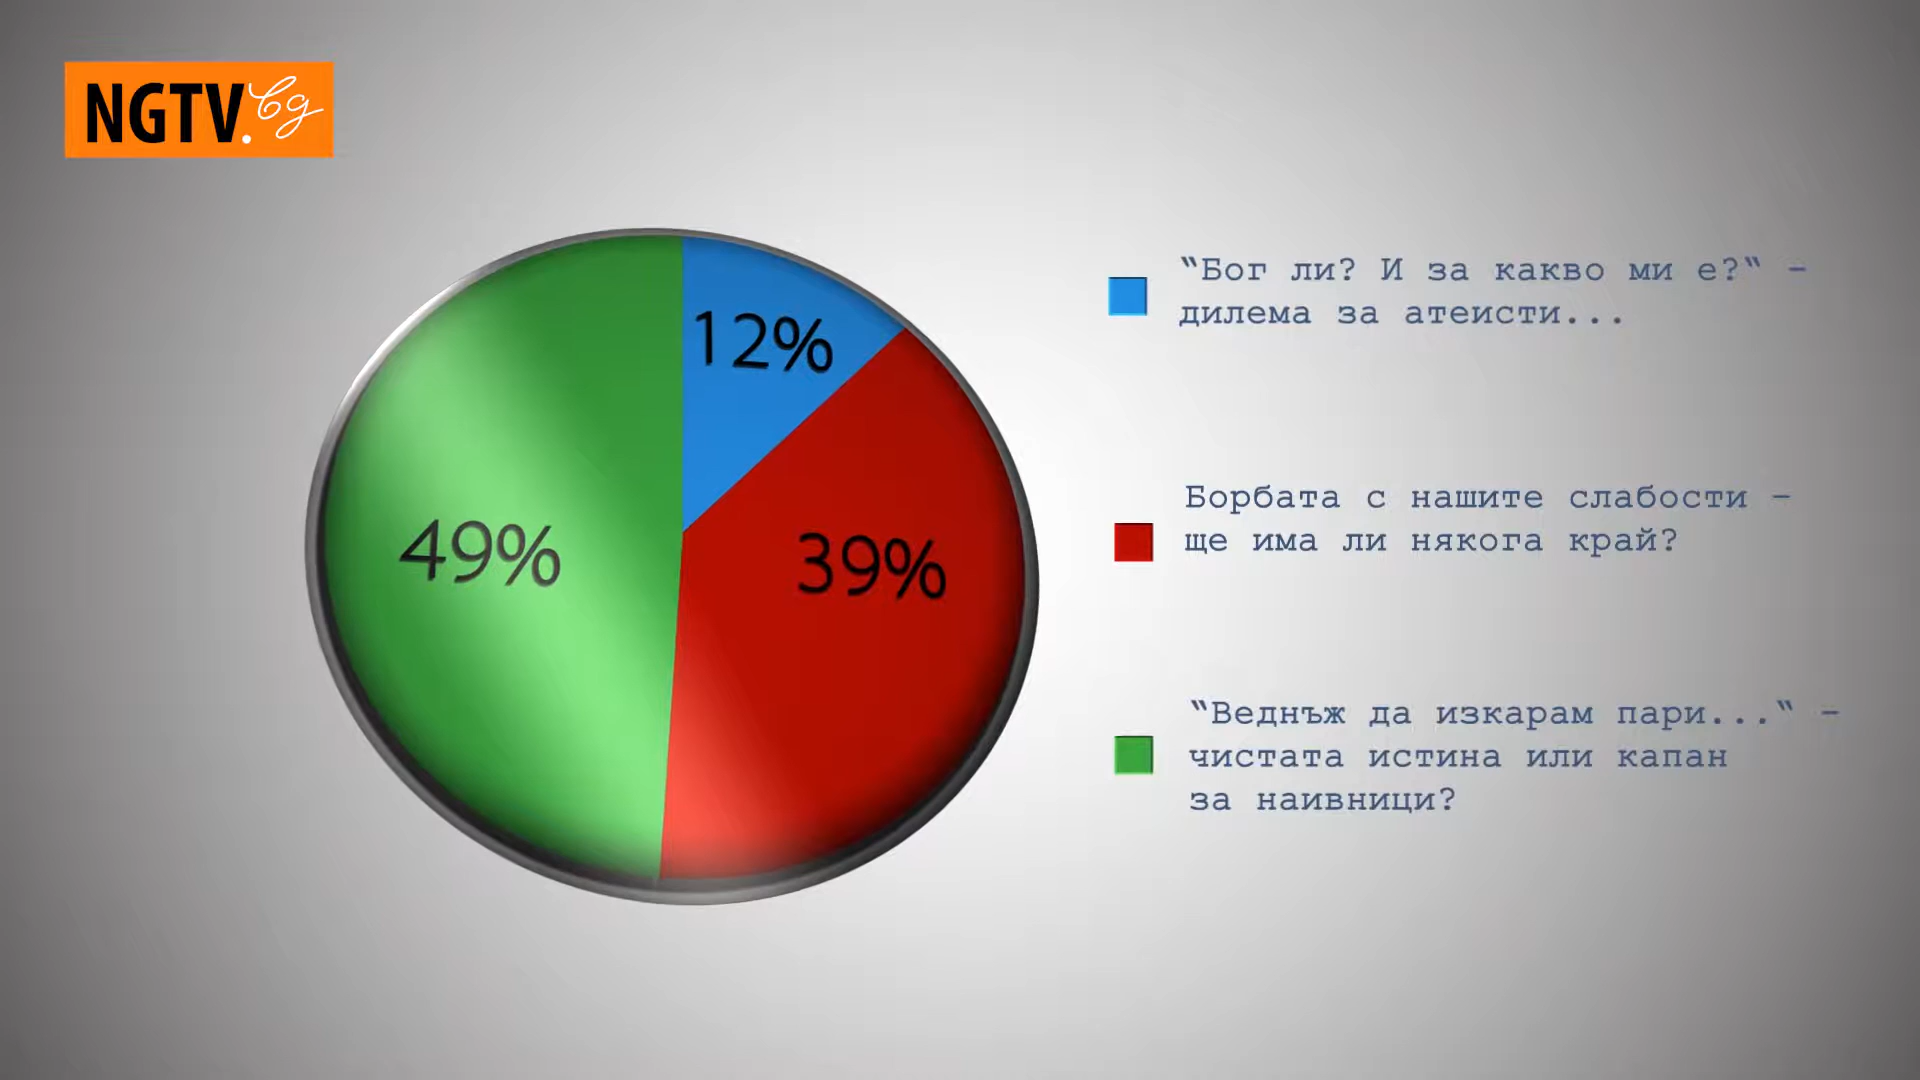 NGTV.bg
12%
49%
39%
“Бог ли? И за какво ми е?“ –
дилема за атеисти...
Борбата с нашите слабости –
ще има ли някога край?
“Веднъж да изкарам пари...“ –
чистата истина или капан
за наивници?